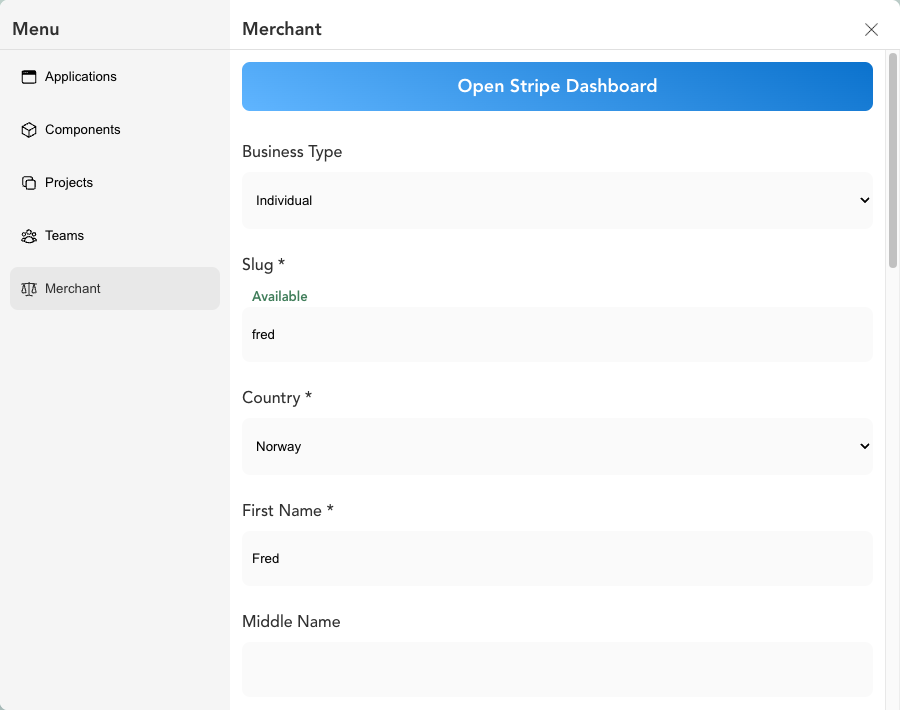 Menu
Applications
Components
Projects
Teams
Merchant
Merchant
Open Stripe Dashboard
Business Type
Individual
Slug *
Available
fred
Country *
Norway
First Name *
Fred
Middle Name